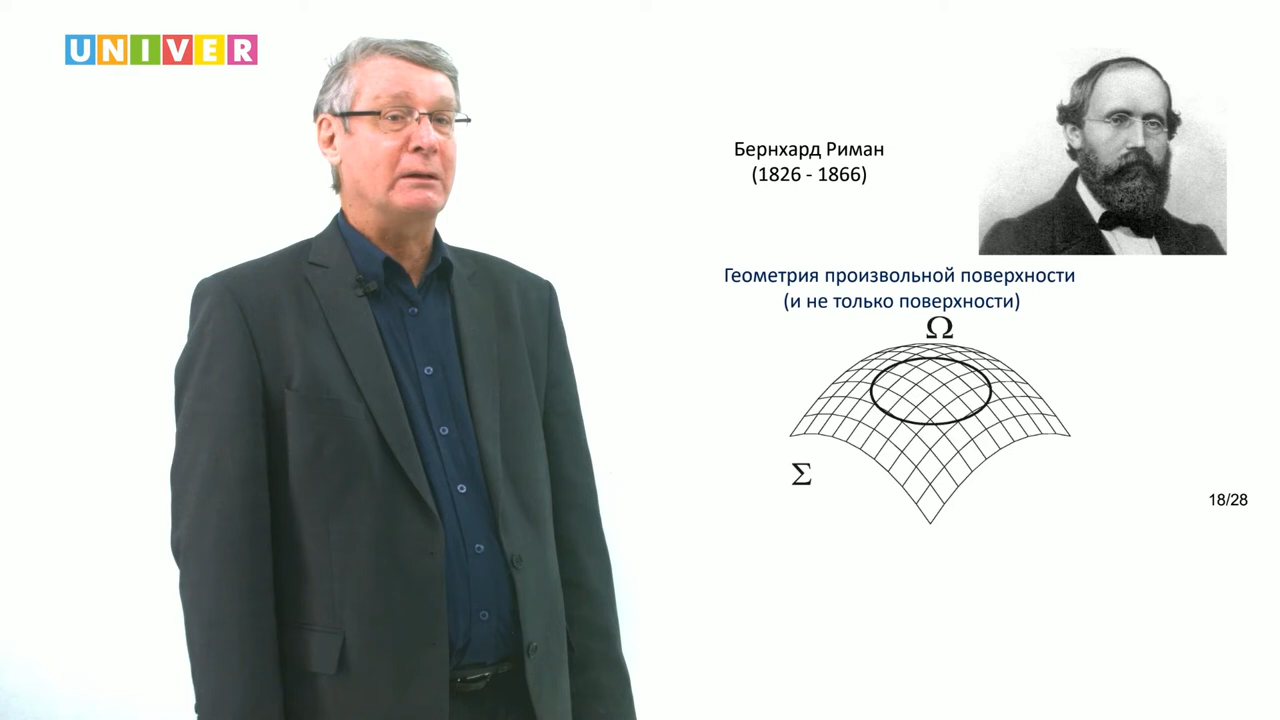 UNIVER
Бернхард Риман
(1826 - 1866)
Геометрия произвольной поверхности
(и не только поверхности)
Ω
Σ
18/28